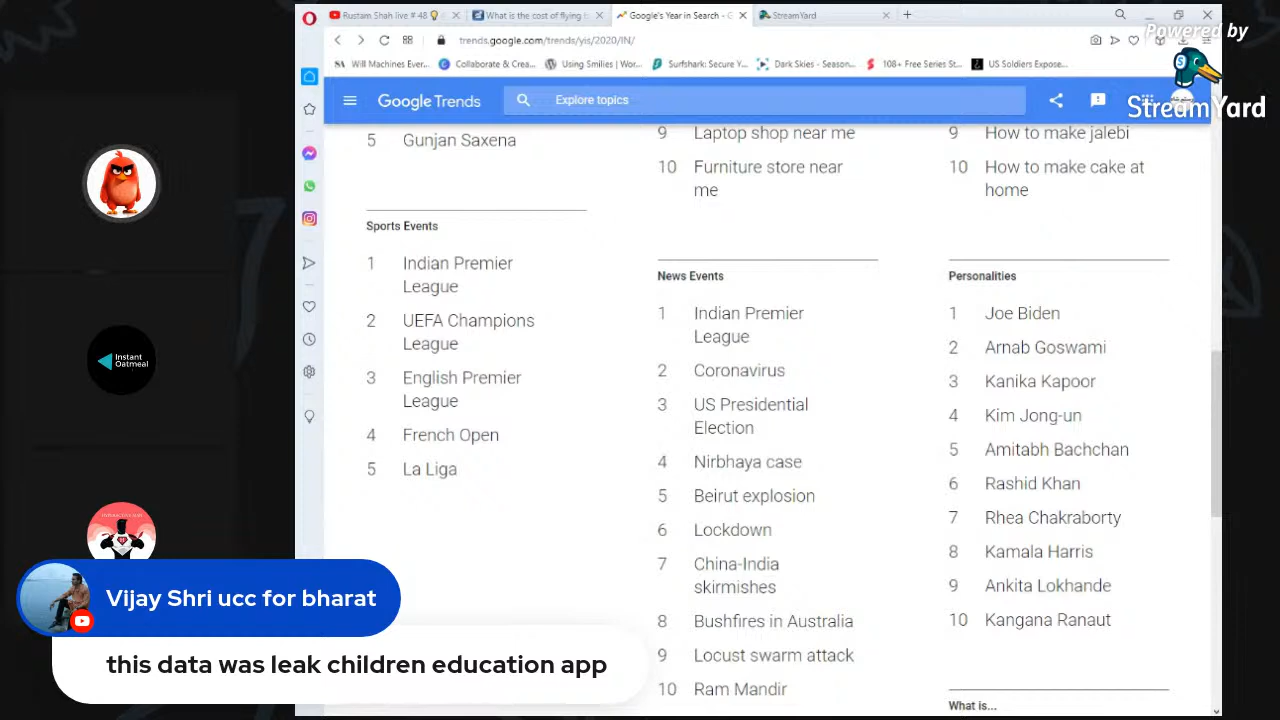 Rustam Shah live # 48
What is the cost of flying t
Google's Year in Search - G
StreamYard
trends.google.com/trends/yis/2020/IN/
Powered by
Will Machines Ever...
Collaborate & Crea...
Using Smilies | Wor...
Surfshark: Secure Y...
Dark Skies - Season...
108+ Free Series St...
US Soldiers Expose...
Google Trends
Explore topics
StreamYard
5 Gunjan Saxena
Sports Events
1 Indian Premier
League
2 UEFA Champions
League
3 English Premier
League
4 French Open
5 La Liga
9 Laptop shop near me
10 Furniture store near
me
News Events
1 Indian Premier
League
2 Coronavirus
3 US Presidential
Election
4 Nirbhaya case
5 Beirut explosion
6 Lockdown
7 China-India
skirmishes
8 Bushfires in Australia
9 Locust swarm attack
10 Ram Mandir
9 How to make jalebi
10 How to make cake at
home
Personalities
1 Joe Biden
2 Arnab Goswami
3 Kanika Kapoor
4 Kim Jong-un
5 Amitabh Bachchan
6 Rashid Khan
7 Rhea Chakraborty
8 Kamala Harris
9 Ankita Lokhande
10 Kangana Ranaut
What is...
Instant
Oatmeal
Vijay Shri ucc for bharat
this data was leak children education app